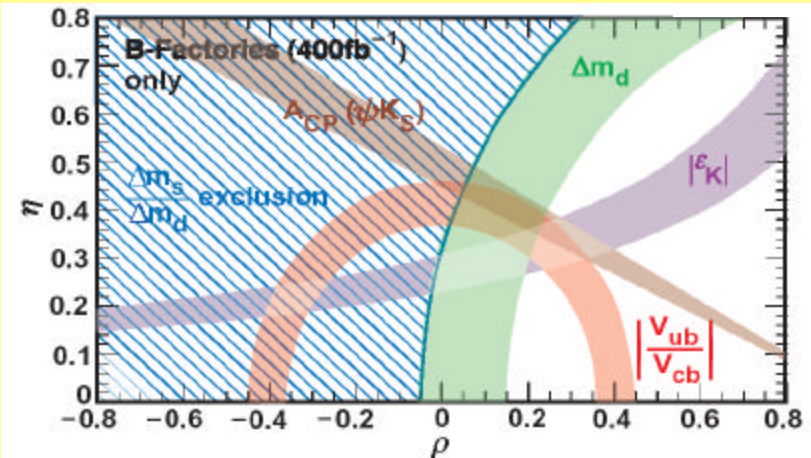 B-Factories (400fb⁻¹)
only
Δm_d
A_CP (ψK_S)
|ε_K|
Δm_s
Δm_d
exclusion
|V_ub
V_cb|
η
0.8
0.7
0.6
0.5
0.4
0.3
0.2
0.1
0
−0.8 −0.6 −0.4 −0.2 0 0.2 0.4 0.6 0.8
ρ